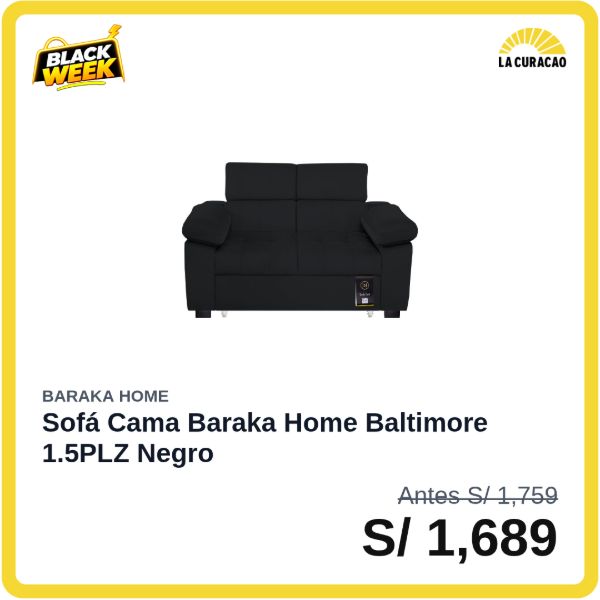 BLACK
WEEK
LA CURACAO
BARAKA HOME
Sofá Cama Baraka Home Baltimore
1.5PLZ Negro
Antes S/ 1,759
S/ 1,689